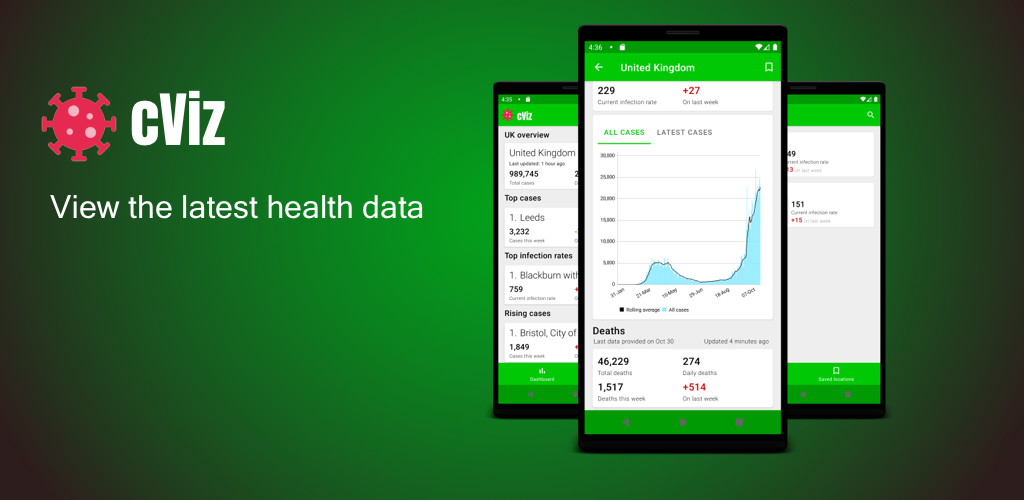 cViz
View the latest health data
4:35
cViz
UK overview
United Kingdom
Last updated: 1 hour ago
989,745
Total cases
Top cases
1. Leeds
3,232
Cases this week
Top infection rates
1. Blackburn with
759
Current infection rate
Rising cases
1. Bristol, City of
1,849
Cases this week
Dashboard
4:36
United Kingdom
229 +27
Current infection rate On last week
ALL CASES LATEST CASES
30,000
25,000
20,000
15,000
10,000
5,000
0
31-Jan 21-Mar 10-May 29-Jun 18-Aug 07-Oct
Rolling average All cases
Deaths
Last data provided on Oct 30 Updated 4 minutes ago
46,229 274
Total deaths Daily deaths
1,517 +514
Deaths this week On last week
49
Current infection rate
on last week
151
Current infection rate
+15 on last week
Saved locations